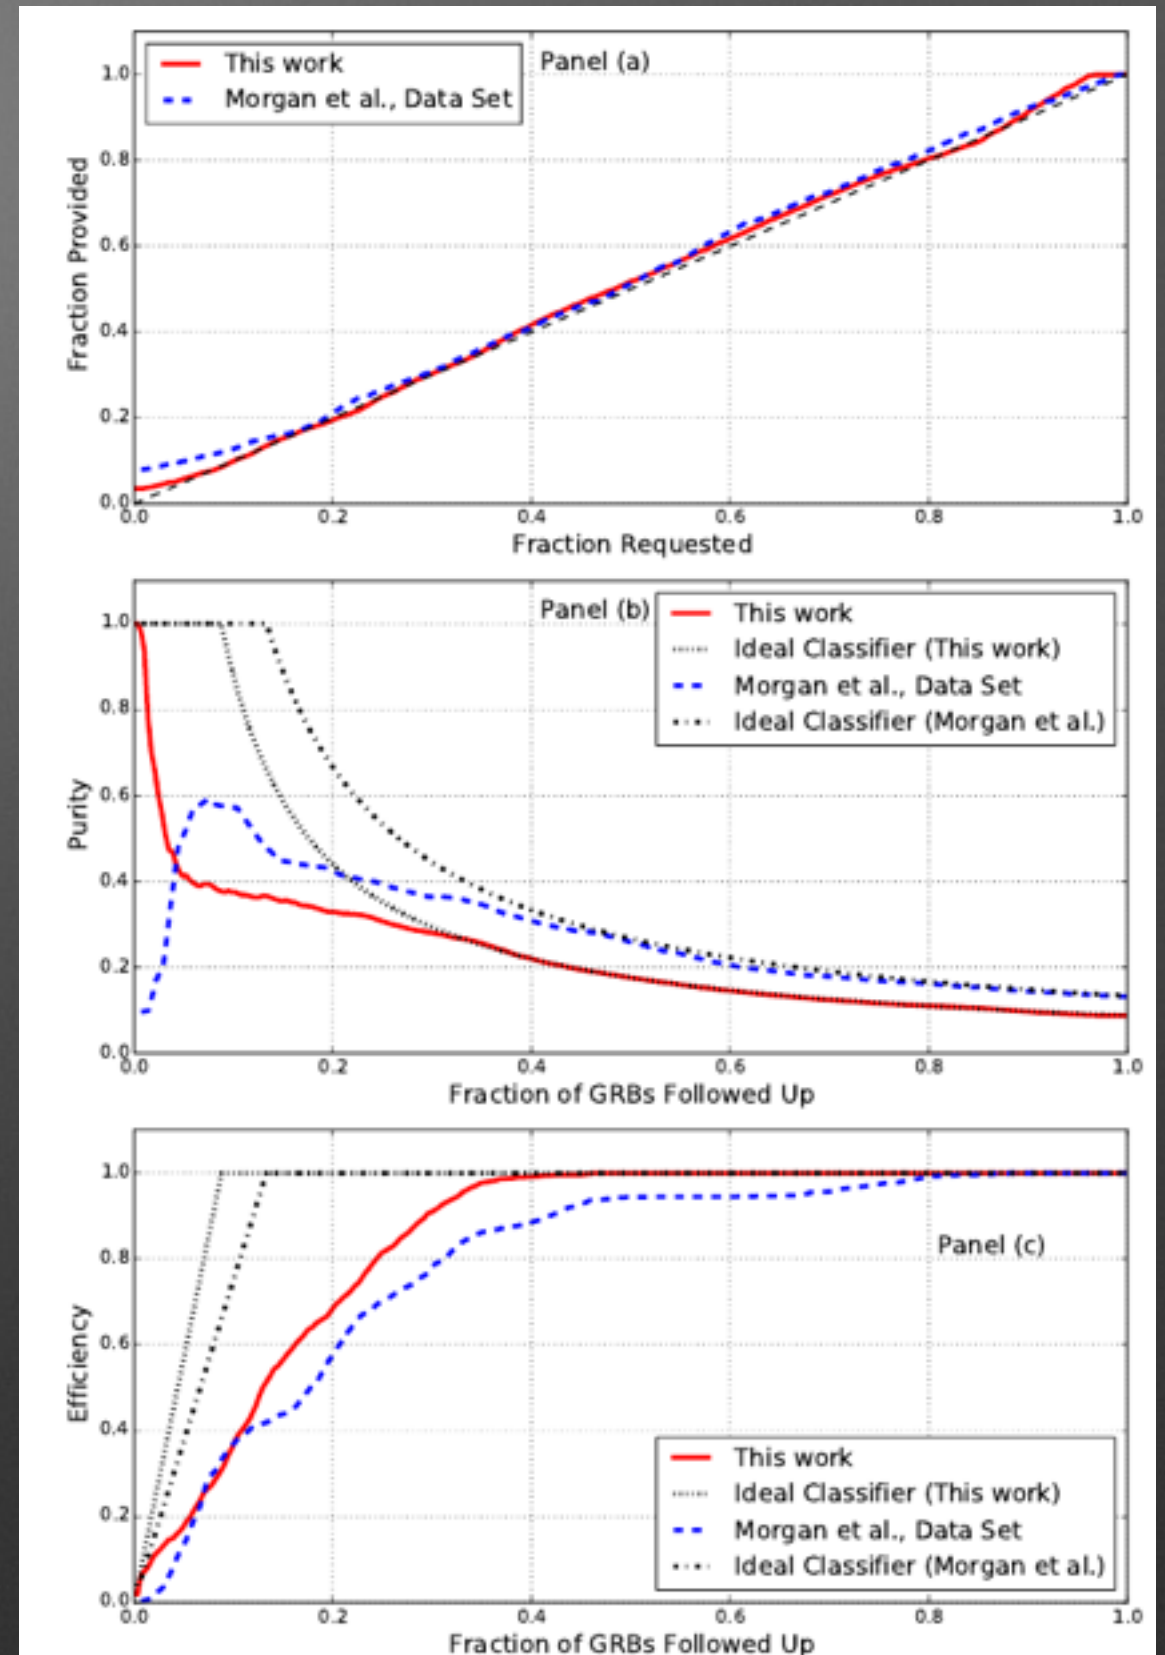 This work
Morgan et al., Data Set
Panel (a)
1.0
0.8
0.6
0.4
0.2
0.0
Fraction Provided
0.0 0.2 0.4 0.6 0.8 1.0
Fraction Requested
Panel (b)
This work
Ideal Classifier (This work)
Morgan et al., Data Set
Ideal Classifier (Morgan et al.)
1.0
0.8
0.6
0.4
0.2
0.0
Purity
0.0 0.2 0.4 0.6 0.8 1.0
Fraction of GRBs Followed Up
1.0
0.8
0.6
0.4
0.2
0.0
Efficiency
Panel (c)
This work
Ideal Classifier (This work)
Morgan et al., Data Set
Ideal Classifier (Morgan et al.)
0.0 0.2 0.4 0.6 0.8 1.0
Fraction of GRBs Followed Up